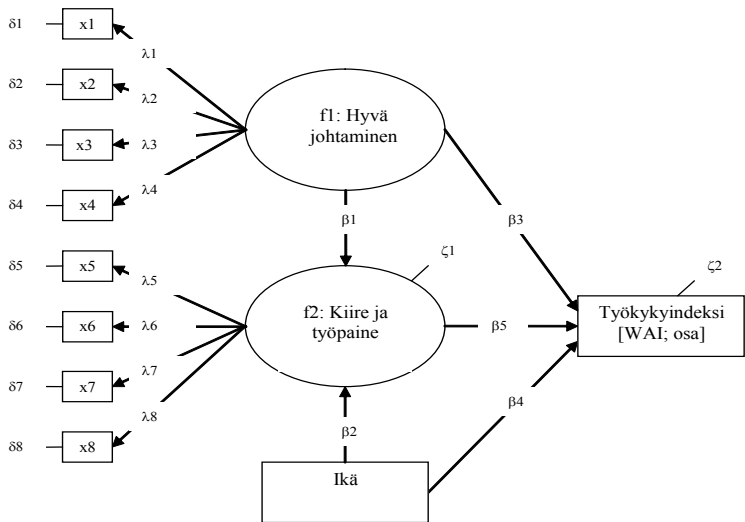 δ1 x1
λ1
δ2 x2
λ2
δ3 x3
λ3
δ4 x4
λ4
δ5 x5
λ5
δ6 x6
λ6
δ7 x7
λ7
δ8 x8
λ8
f1: Hyvä
johtaminen
β1
β3
ζ1
f2: Kiire ja
työpaine
β5
ζ2
Työkykyindeksi
[WAI; osa]
β2
β4
Ikä